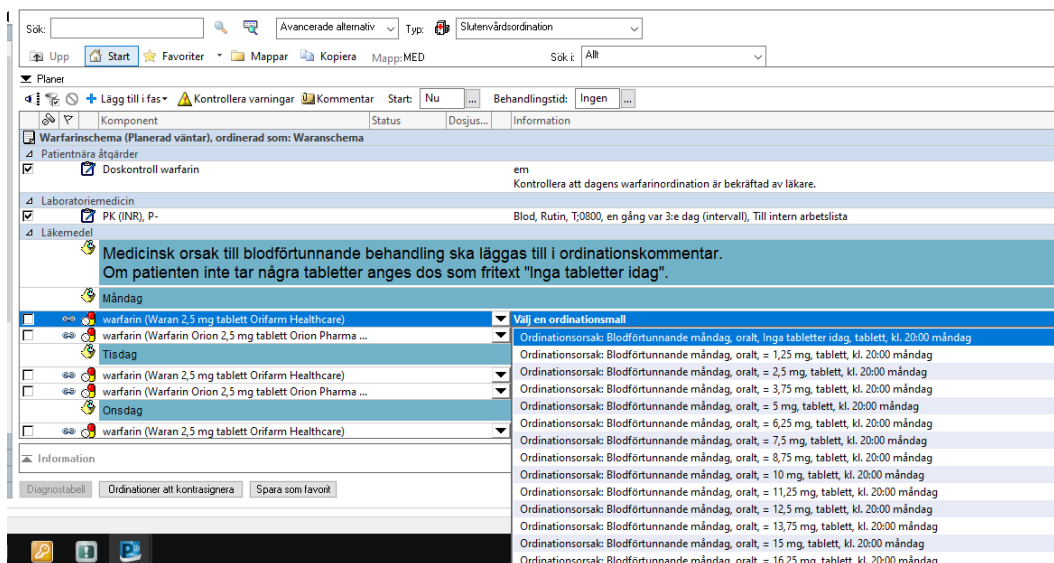 Sök: Avancerade alternativ Typ: Slutenvårdsordination
Upp Start Favoriter Mappar Kopiera Mapp: MED Sök i: Allt
Planer
Lägg till i fas Kontrollera varningar Kommentar Start: Nu ... Behandlingstid: Ingen ...
Komponent Status Dosjus... Information
Warfarinschema (Planerad väntar), ordinerad som: Waranschema
Patientnära åtgärder
Doskontroll warfarin em
Kontrollera att dagens warfarinordination är bekräftad av läkare.
Laboratoriemedicin
PK (INR), P- Blod, Rutin, T;0800, en gång var 3:e dag (intervall), Till intern arbetslista
Läkemedel
Medicinsk orsak till blodförtunnande behandling ska läggas till i ordinationskommentar.
Om patienten inte tar några tabletter anges dos som fritext "Inga tabletter idag".
Måndag
warfarin (Waran 2,5 mg tablett Orifarm Healthcare) Välj en ordinationsmall
warfarin (Warfarin Orion 2,5 mg tablett Orion Pharma ...
Tisdag
warfarin (Waran 2,5 mg tablett Orifarm Healthcare)
warfarin (Warfarin Orion 2,5 mg tablett Orion Pharma ...
Onsdag
warfarin (Waran 2,5 mg tablett Orifarm Healthcare)
Ordinationsorsak: Blodförtunnande måndag, oralt, Inga tabletter idag, tablett, kl. 20:00 måndag
Ordinationsorsak: Blodförtunnande måndag, oralt, = 1,25 mg, tablett, kl. 20:00 måndag
Ordinationsorsak: Blodförtunnande måndag, oralt, = 2,5 mg, tablett, kl. 20:00 måndag
Ordinationsorsak: Blodförtunnande måndag, oralt, = 3,75 mg, tablett, kl. 20:00 måndag
Ordinationsorsak: Blodförtunnande måndag, oralt, = 5 mg, tablett, kl. 20:00 måndag
Ordinationsorsak: Blodförtunnande måndag, oralt, = 6,25 mg, tablett, kl. 20:00 måndag
Ordinationsorsak: Blodförtunnande måndag, oralt, = 7,5 mg, tablett, kl. 20:00 måndag
Ordinationsorsak: Blodförtunnande måndag, oralt, = 8,75 mg, tablett, kl. 20:00 måndag
Ordinationsorsak: Blodförtunnande måndag, oralt, = 10 mg, tablett, kl. 20:00 måndag
Ordinationsorsak: Blodförtunnande måndag, oralt, = 11,25 mg, tablett, kl. 20:00 måndag
Ordinationsorsak: Blodförtunnande måndag, oralt, = 12,5 mg, tablett, kl. 20:00 måndag
Ordinationsorsak: Blodförtunnande måndag, oralt, = 13,75 mg, tablett, kl. 20:00 måndag
Ordinationsorsak: Blodförtunnande måndag, oralt, = 15 mg, tablett, kl. 20:00 måndag
Ordinationsorsak: Blodförtunnande måndag, oralt, = 16,25 mg, tablett, kl. 20:00 måndag
Information
Diagnostabell Ordinationer att kontrasignera Spara som favorit